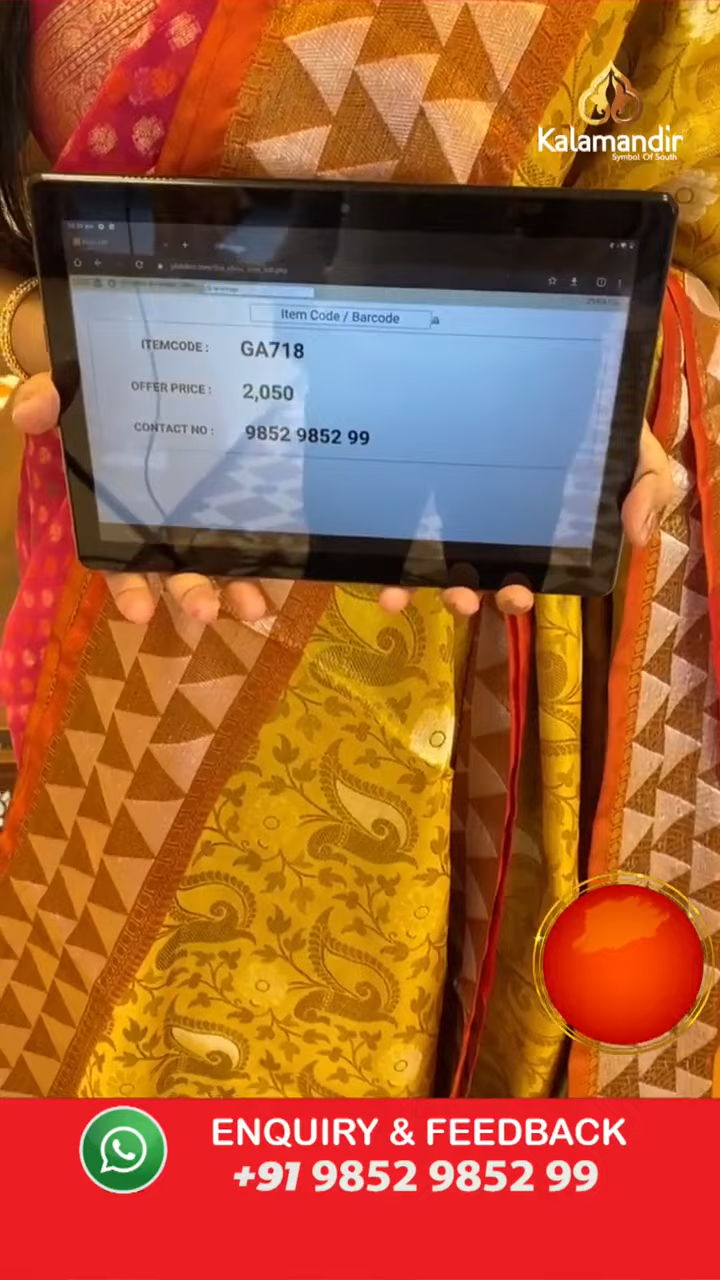 Kalamandir
Symbol Of South
Item Code / Barcode
ITEMCODE : GA718
OFFER PRICE : 2,050
CONTACT NO : 9852 9852 99
ENQUIRY & FEEDBACK
+91 9852 9852 99